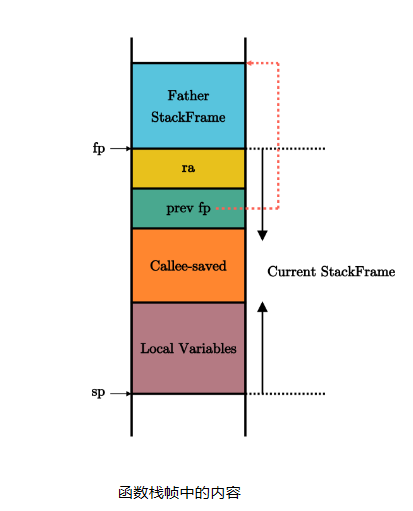 Father
StackFrame
fp
ra
prev fp
Callee-saved
Current StackFrame
Local Variables
sp
函数栈帧中的内容